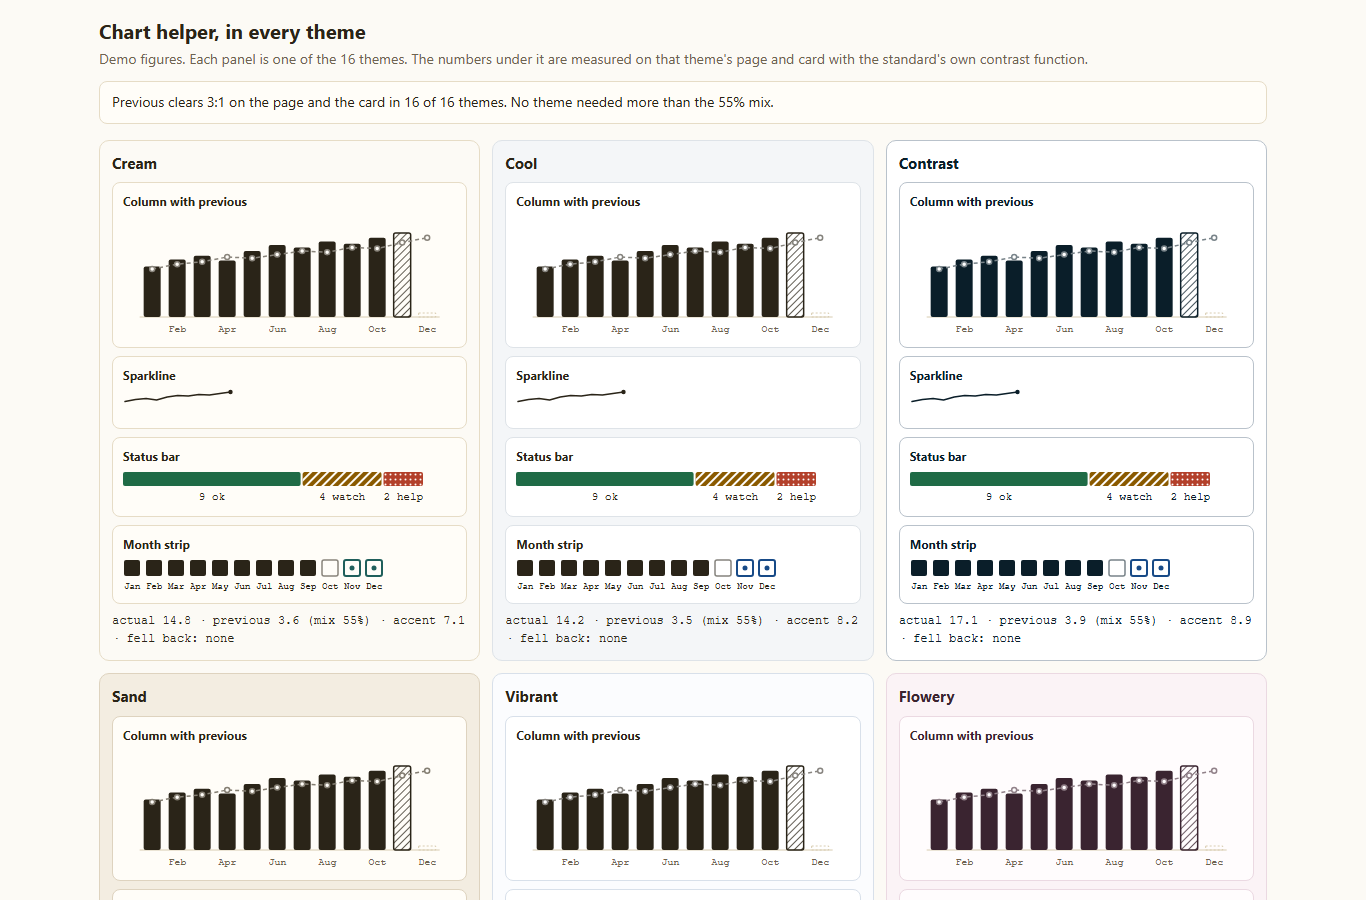 Chart helper, in every theme
Demo figures. Each panel is one of the 16 themes. The numbers under it are measured on that theme's page and card with the standard's own contrast function.
Previous clears 3:1 on the page and the card in 16 of 16 themes. No theme needed more than the 55% mix.
Cream
Column with previous
Feb Apr Jun Aug Oct Dec
Sparkline
Status bar
9 ok 4 watch 2 help
Month strip
Jan Feb Mar Apr May Jun Jul Aug Sep Oct Nov Dec
actual 14.8 · previous 3.6 (mix 55%) · accent 7.1
· fell back: none
Cool
Column with previous
Feb Apr Jun Aug Oct Dec
Sparkline
Status bar
9 ok 4 watch 2 help
Month strip
Jan Feb Mar Apr May Jun Jul Aug Sep Oct Nov Dec
actual 14.2 · previous 3.5 (mix 55%) · accent 8.2
· fell back: none
Contrast
Column with previous
Feb Apr Jun Aug Oct Dec
Sparkline
Status bar
9 ok 4 watch 2 help
Month strip
Jan Feb Mar Apr May Jun Jul Aug Sep Oct Nov Dec
actual 17.1 · previous 3.9 (mix 55%) · accent 8.9
· fell back: none
Sand
Column with previous
Feb Apr Jun Aug Oct Dec
Vibrant
Column with previous
Feb Apr Jun Aug Oct Dec
Flowery
Column with previous
Feb Apr Jun Aug Oct Dec